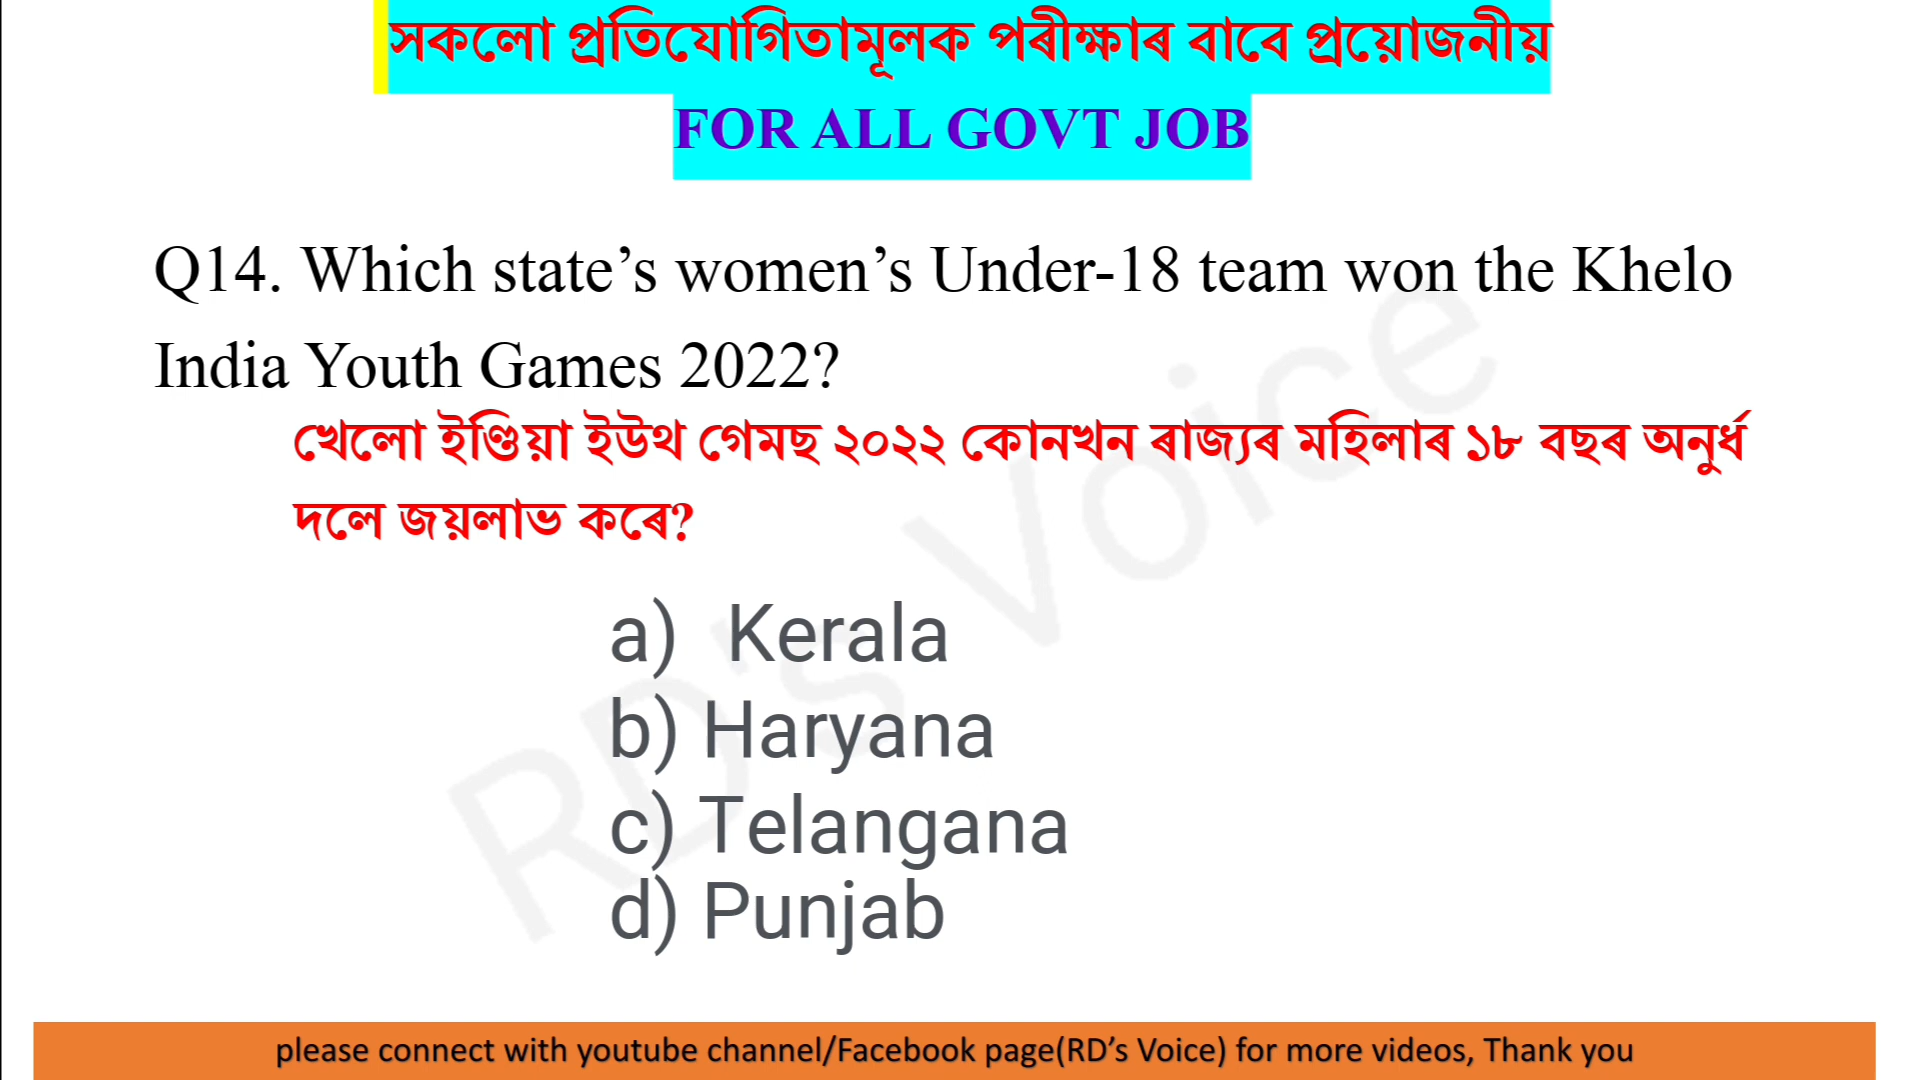 সকলো প্ৰতিযোগিতামূলক পৰীক্ষাৰ বাবে প্ৰয়োজনীয়
FOR ALL GOVT JOB
Q14. Which state’s women’s Under-18 team won the Khelo
India Youth Games 2022?
খেলো ইণ্ডিয়া ইউথ গেমছ ২০২২ কোনখন ৰাজ্যৰ মহিলাৰ ১৮ বছৰ অনুৰ্ধ
দলে জয়লাভ কৰে?
a) Kerala
b) Haryana
c) Telangana
d) Punjab
RD's Voice
please connect with youtube channel/Facebook page(RD’s Voice) for more videos, Thank you